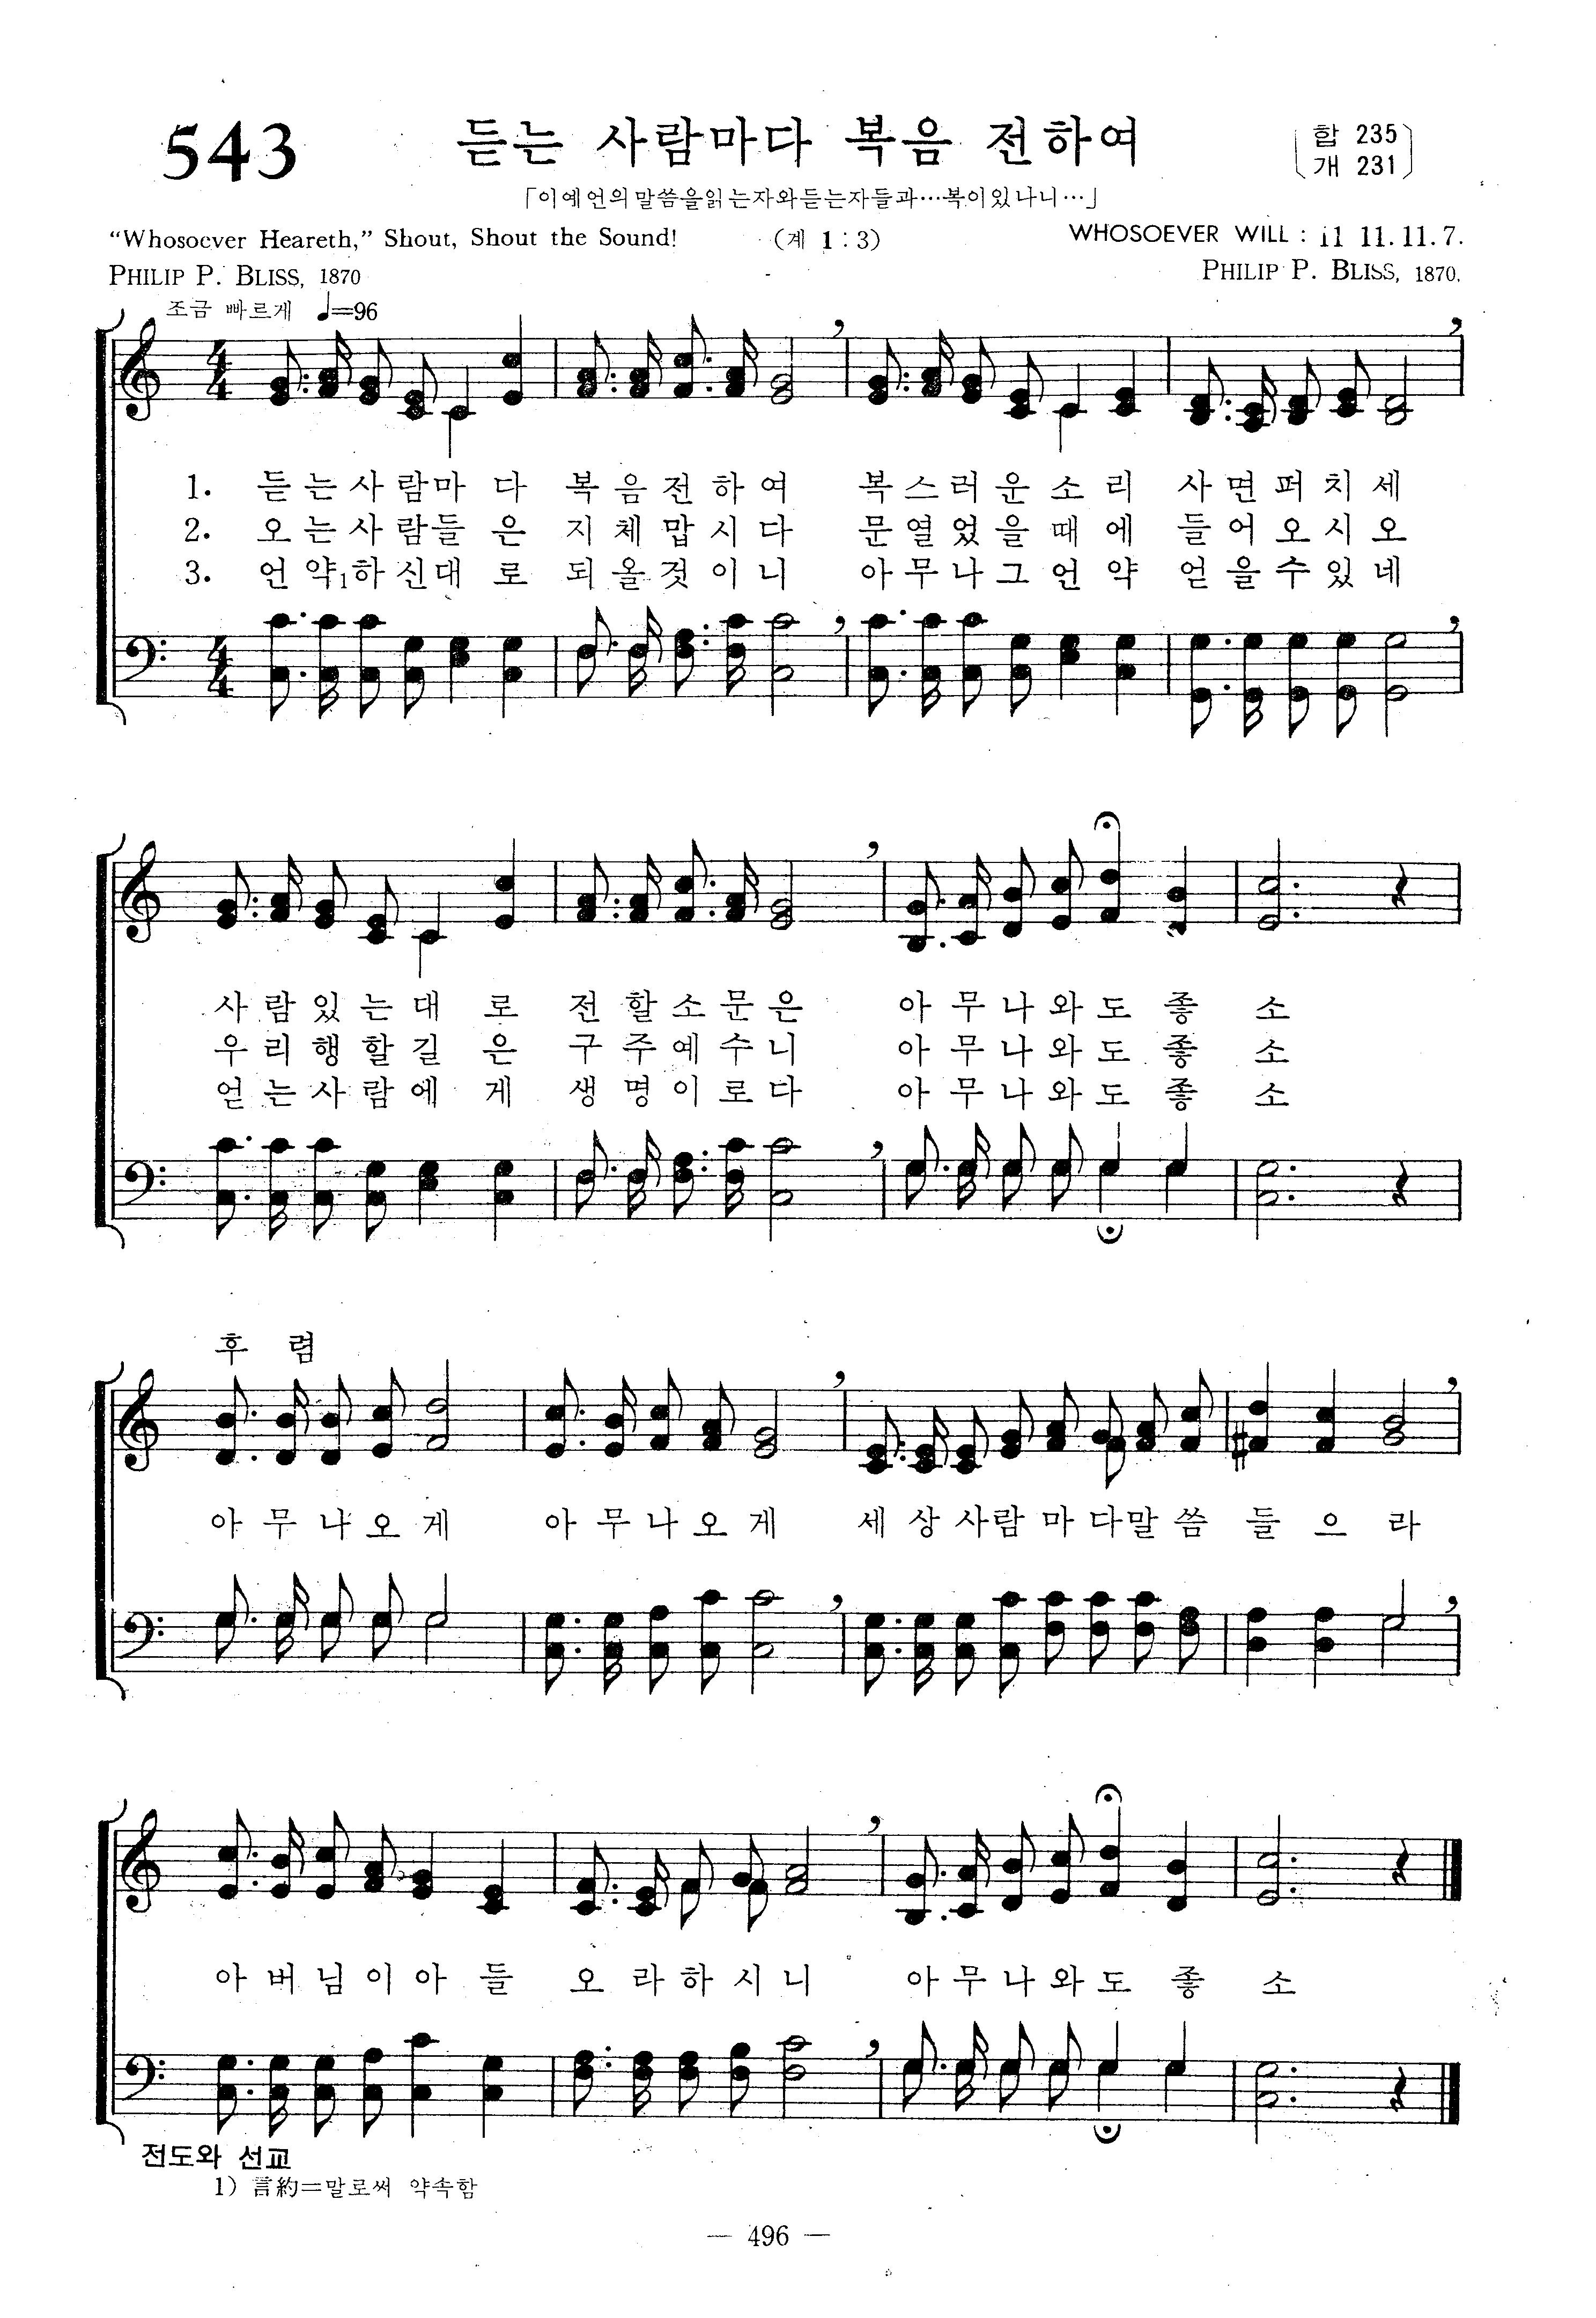 543
듣는 사람마다 복음 전하여
합 235
개 231
「이예언의말씀을읽는자와듣는자들과…복이있나니…」
"Whosoever Heareth," Shout, Shout the Sound!
(계 1 : 3)
WHOSOEVER WILL : 11 11. 11. 7.
PHILIP P. BLISS, 1870
PHILIP P. BLISS, 1870.
조금 빠르게 ♩=96
1. 듣는사람마다 복음전하여 복스러운소리 사면퍼치세
2. 오는사람들은 지체맙시다 문열었을때에 들어오시오
3. 언약1하신대로 되올젓이니 아무나그언약 얻을수있네
사람있는대로 전할소문은 아무나와도좋소
우리행할길은 구주예수니 아무나와도좋소
얻는사람에게 생명이로다 아무나와도좋소
후 렴
아무나오게 아무나오게 세상사람마다말씀 들으라
아버님이아들 오라하시니 아무나와도좋소
전도와 선교
1) 言約=말로써 약속함
— 496 —